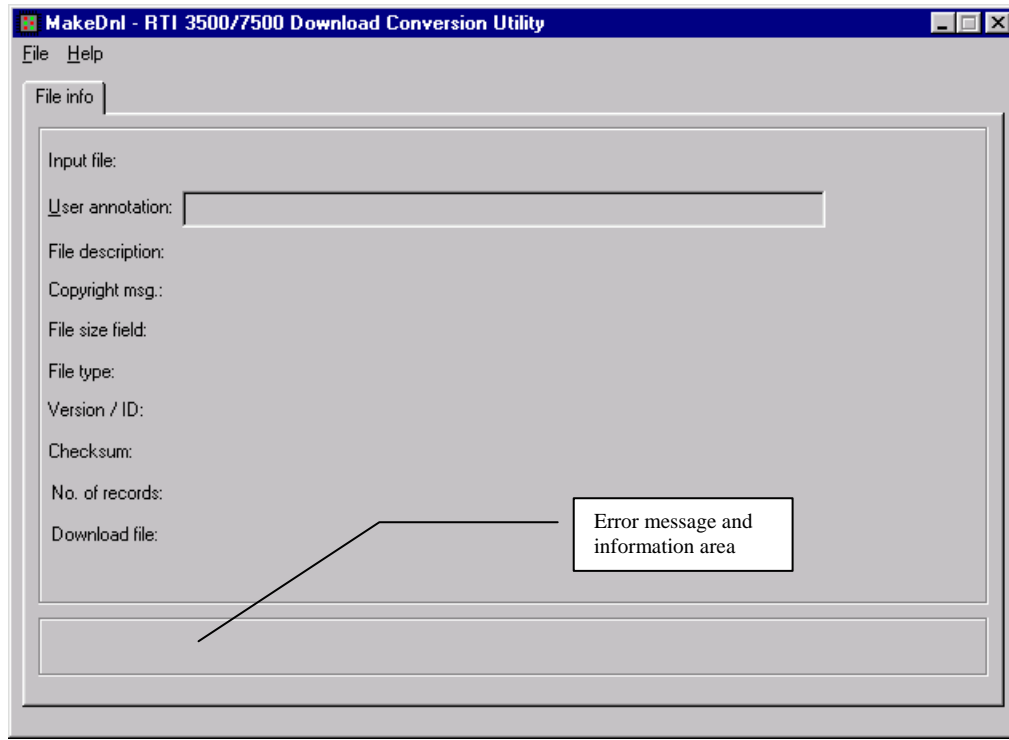 MakeDnl - RTI 3500/7500 Download Conversion Utility
File Help
File info
Input file:
User annotation:
File description:
Copyright msg.:
File size field:
File type:
Version / ID:
Checksum:
No. of records:
Download file:
Error message and
information area